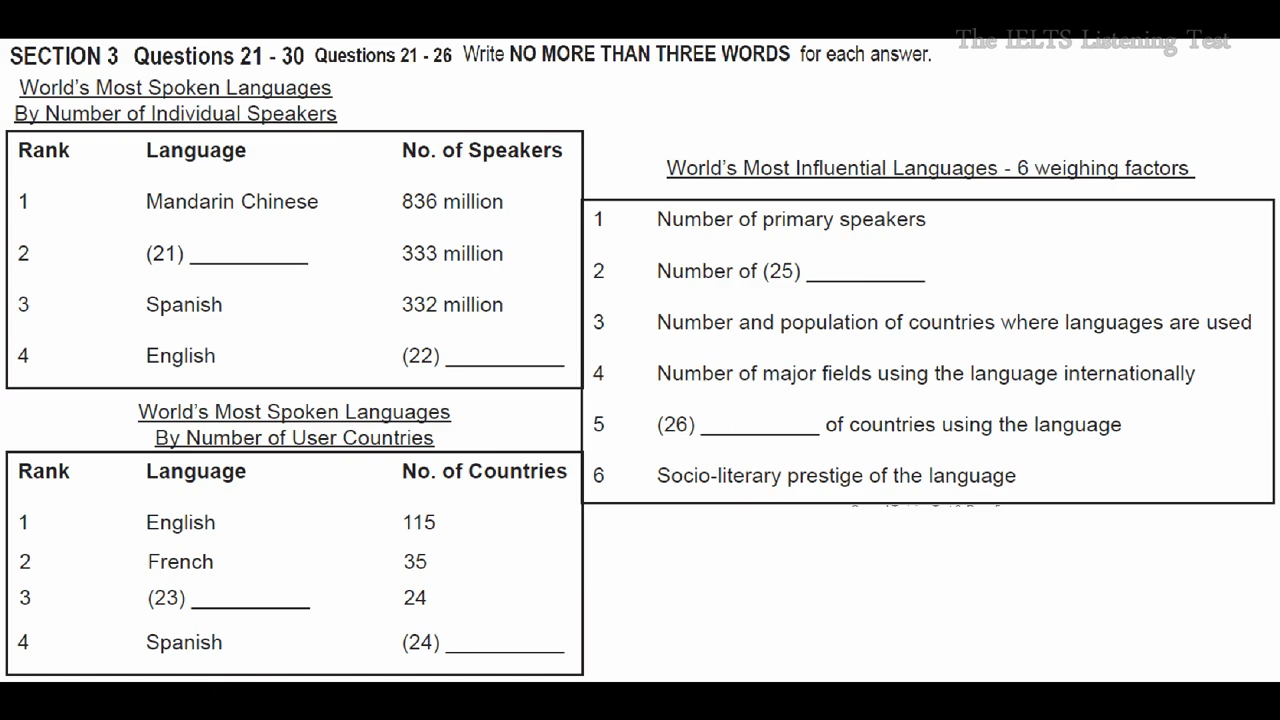 The IELTS Listening Test
SECTION 3 Questions 21 - 30 Questions 21 - 26 Write NO MORE THAN THREE WORDS for each answer.
World's Most Spoken Languages
By Number of Individual Speakers
Rank Language No. of Speakers
1 Mandarin Chinese 836 million
2 (21) __________ 333 million
3 Spanish 332 million
4 English (22) __________
World's Most Spoken Languages
By Number of User Countries
Rank Language No. of Countries
1 English 115
2 French 35
3 (23) __________ 24
4 Spanish (24) __________
World's Most Influential Languages - 6 weighing factors
1 Number of primary speakers
2 Number of (25) __________
3 Number and population of countries where languages are used
4 Number of major fields using the language internationally
5 (26) __________ of countries using the language
6 Socio-literary prestige of the language